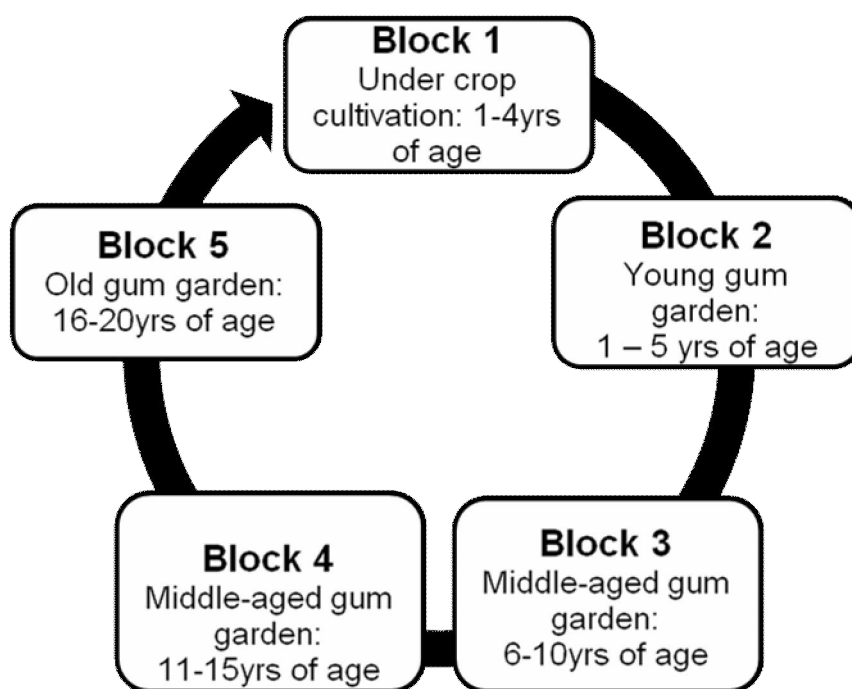 Block 1
Under crop
cultivation: 1-4yrs
of age
Block 2
Young gum
garden:
1 – 5 yrs of age
Block 3
Middle-aged gum
garden:
6-10yrs of age
Block 4
Middle-aged gum
garden:
11-15yrs of age
Block 5
Old gum garden:
16-20yrs of age